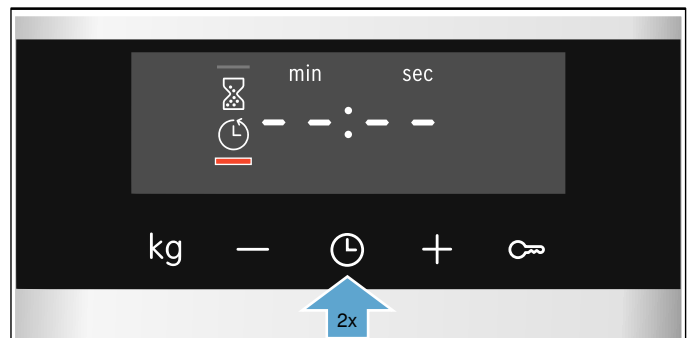 min sec
-- : --
kg
2x